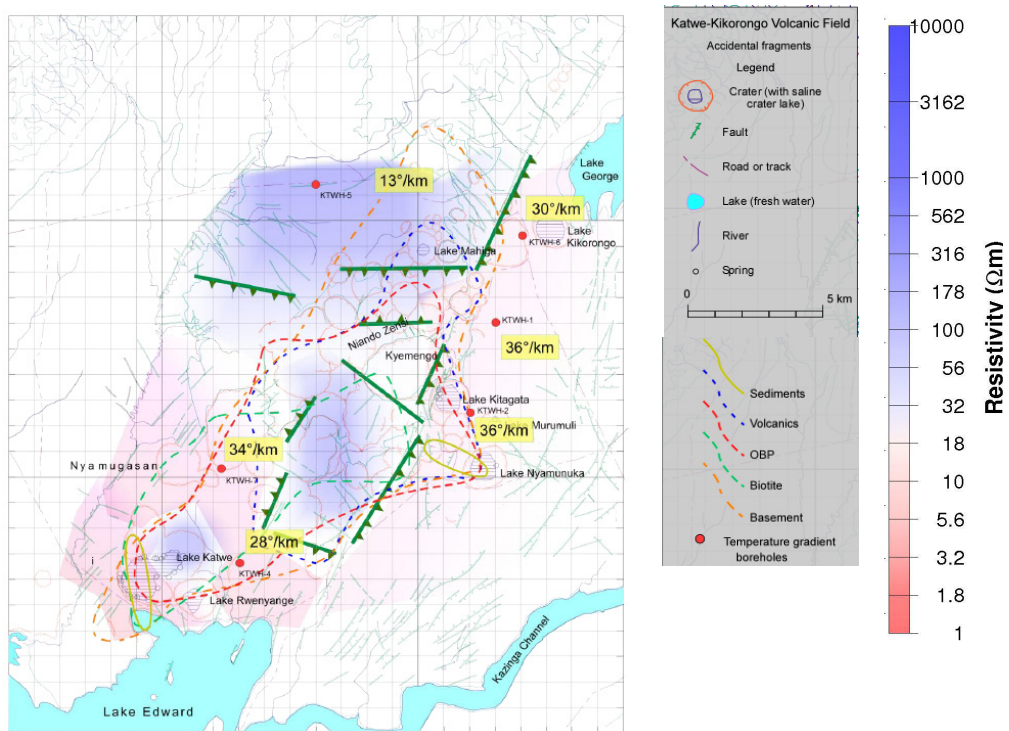 Lake
George
13°/km
KTWH-5
30°/km
Lake
Kikorongo
KTWH-6
Lake Mahiga
KTWH-1
Niando Zensi
36°/km
Kyemengo
Lake Kitagata
KTWH-2
Murumuli
36°/km
34°/km
Nyamugasan
Lake Nyamunuka
28°/km
Lake Katwe
i
KTWH-4
Lake Rwenyange
Kazinga Channel
Lake Edward
Katwe-Kikorongo Volcanic Field
Accidental fragments
Legend
Crater (with saline
crater lake)
Fault
Road or track
Lake (fresh water)
River
Spring
0
5 km
Sediments
Volcanics
OBP
Biotite
Basement
Temperature gradient
boreholes
10000
3162
1000
562
316
178
100
56
32
18
10
5.6
3.2
1.8
1
Resistivity (Ωm)